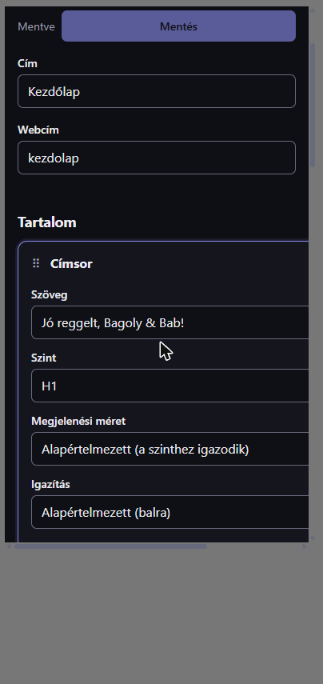 Mentve
Mentés
Cím
Kezdőlap
Webcím
kezdolap
Tartalom
Címsor
Szöveg
Jó reggelt, Bagoly & Bab!
Szint
H1
Megjelenési méret
Alapértelmezett (a szinthez igazodik)
Igazítás
Alapértelmezett (balra)